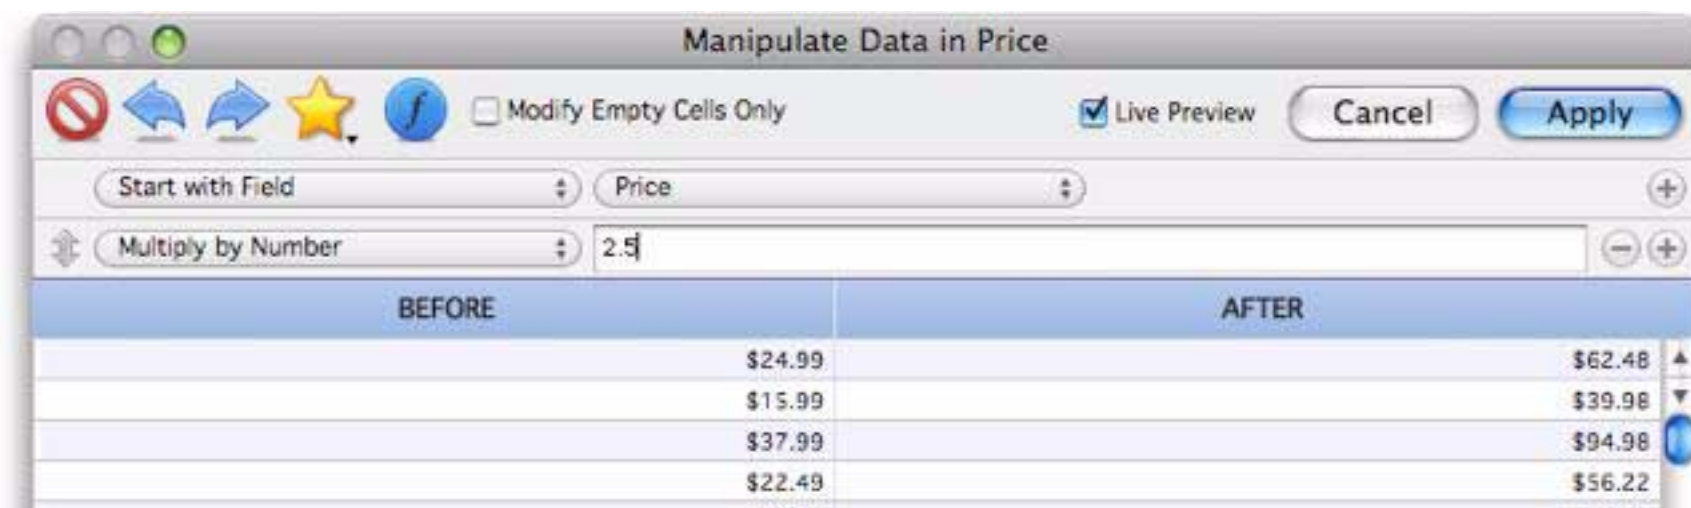 Manipulate Data in Price
f Modify Empty Cells Only Live Preview Cancel Apply
Start with Field Price
Multiply by Number 2.5
BEFORE AFTER
$24.99 $62.48
$15.99 $39.98
$37.99 $94.98
$22.49 $56.22